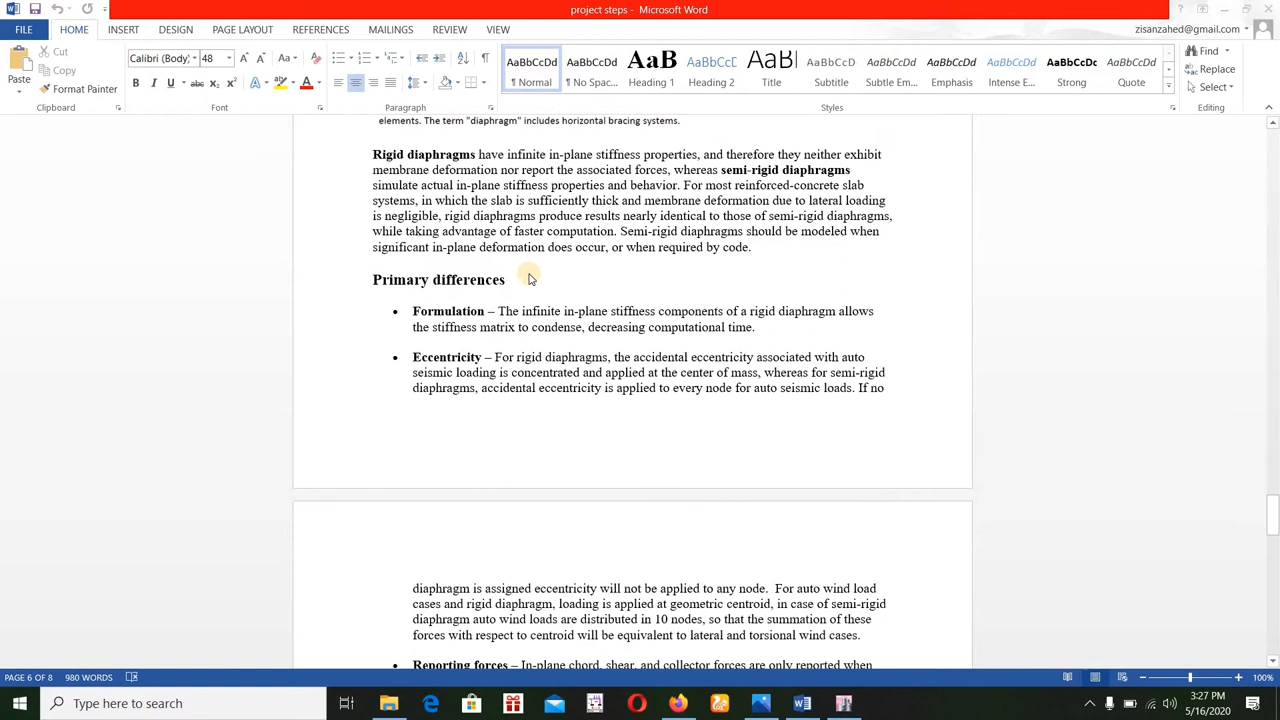 project steps - Microsoft Word
FILE HOME INSERT DESIGN PAGE LAYOUT REFERENCES MAILINGS REVIEW VIEW zisanzahed@gmail.com
Paste Cut Copy Format Painter Clipboard
Calibri (Body) 48 Aa B I U abc X₂ X² A Font
Paragraph
AaBbCcDd AaBbCcDd AaB AaBbCcD AaB AaBbCcD AaBbCcDd AaBbCcDd AaBbCcDd AaBbCcDc AaBbCcDd
¶ Normal ¶ No Spac... Heading 1 Heading 2 Title Subtitle Subtle Em... Emphasis Intense E... Strong Quote
Styles
Find Replace Select Editing
elements. The term "diaphragm" includes horizontal bracing systems.
Rigid diaphragms have infinite in-plane stiffness properties, and therefore they neither exhibit
membrane deformation nor report the associated forces, whereas semi-rigid diaphragms
simulate actual in-plane stiffness properties and behavior. For most reinforced-concrete slab
systems, in which the slab is sufficiently thick and membrane deformation due to lateral loading
is negligible, rigid diaphragms produce results nearly identical to those of semi-rigid diaphragms,
while taking advantage of faster computation. Semi-rigid diaphragms should be modeled when
significant in-plane deformation does occur, or when required by code.
Primary differences
• Formulation – The infinite in-plane stiffness components of a rigid diaphragm allows
the stiffness matrix to condense, decreasing computational time.
• Eccentricity – For rigid diaphragms, the accidental eccentricity associated with auto
seismic loading is concentrated and applied at the center of mass, whereas for semi-rigid
diaphragms, accidental eccentricity is applied to every node for auto seismic loads. If no
diaphragm is assigned eccentricity will not be applied to any node. For auto wind load
cases and rigid diaphragm, loading is applied at geometric centroid, in case of semi-rigid
diaphragm auto wind loads are distributed in 10 nodes, so that the summation of these
forces with respect to centroid will be equivalent to lateral and torsional wind cases.
• Reporting forces – In-plane chord, shear, and collector forces are only reported when
PAGE 6 OF 8 980 WORDS 100%
Type here to search
3:27 PM
5/16/2020